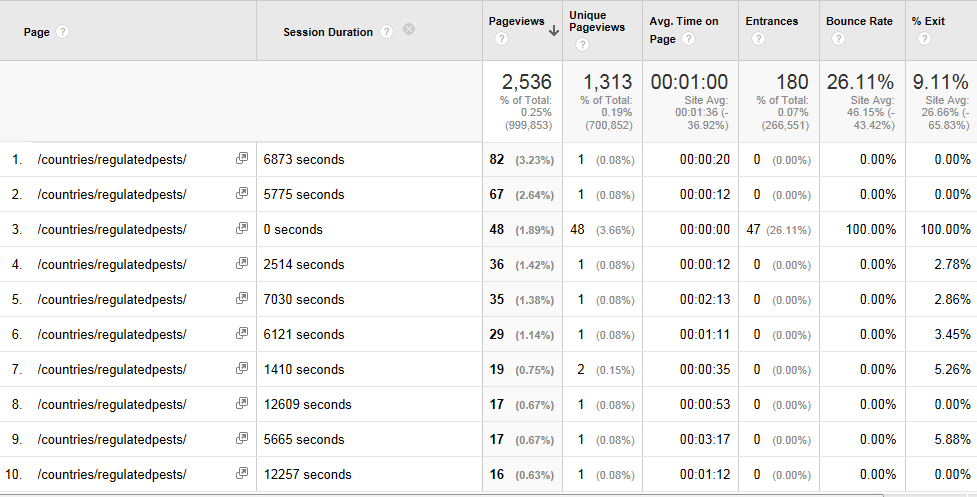 Page ? Session Duration ? Pageviews ? Unique Pageviews ? Avg. Time on Page ? Entrances ? Bounce Rate ? % Exit ?
2,536 1,313 00:01:00 180 26.11% 9.11%
% of Total: % of Total: Site Avg: % of Total: Site Avg: Site Avg:
0.25% 0.19% 00:01:36 (- 0.07% 46.15% (- 26.66% (-
(999,853) (700,852) 36.92%) (266,551) 43.42%) 65.83%)
1. /countries/regulatedpests/ 6873 seconds 82 (3.23%) 1 (0.08%) 00:00:20 0 (0.00%) 0.00% 0.00%
2. /countries/regulatedpests/ 5775 seconds 67 (2.64%) 1 (0.08%) 00:00:12 0 (0.00%) 0.00% 0.00%
3. /countries/regulatedpests/ 0 seconds 48 (1.89%) 48 (3.66%) 00:00:00 47 (26.11%) 100.00% 100.00%
4. /countries/regulatedpests/ 2514 seconds 36 (1.42%) 1 (0.08%) 00:00:12 0 (0.00%) 0.00% 2.78%
5. /countries/regulatedpests/ 7030 seconds 35 (1.38%) 1 (0.08%) 00:02:13 0 (0.00%) 0.00% 2.86%
6. /countries/regulatedpests/ 6121 seconds 29 (1.14%) 1 (0.08%) 00:01:11 0 (0.00%) 0.00% 3.45%
7. /countries/regulatedpests/ 1410 seconds 19 (0.75%) 2 (0.15%) 00:00:35 0 (0.00%) 0.00% 5.26%
8. /countries/regulatedpests/ 12609 seconds 17 (0.67%) 1 (0.08%) 00:00:53 0 (0.00%) 0.00% 0.00%
9. /countries/regulatedpests/ 5665 seconds 17 (0.67%) 1 (0.08%) 00:03:17 0 (0.00%) 0.00% 5.88%
10. /countries/regulatedpests/ 12257 seconds 16 (0.63%) 1 (0.08%) 00:01:12 0 (0.00%) 0.00% 0.00%